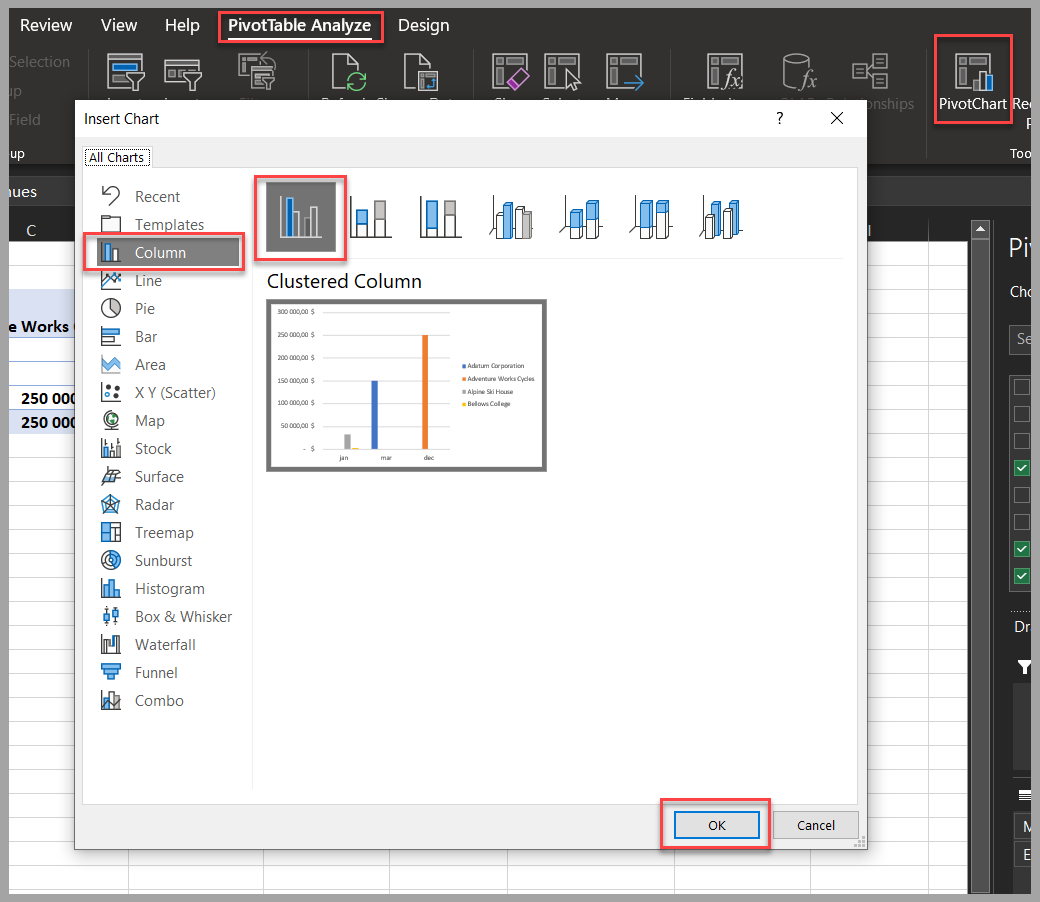 Review View Help PivotTable Analyze Design
Selection
Field
up
PivotChart
Relationships
Too
nues
Insert Chart ?
All Charts
Recent
Templates
Column
Line
Pie
Bar
Area
X Y (Scatter)
Map
Stock
Surface
Radar
Treemap
Sunburst
Histogram
Box & Whisker
Waterfall
Funnel
Combo
Clustered Column
300 000,00 $
250 000,00 $
200 000,00 $
150 000,00 $
100 000,00 $
50 000,00 $
- $
jan mar dec
Adatum Corporation
Adventure Works Cycles
Alpine Ski House
Bellows College
OK Cancel
C
e Works
250 000
250 000
Pi
Cho
Se
Dra
M
E